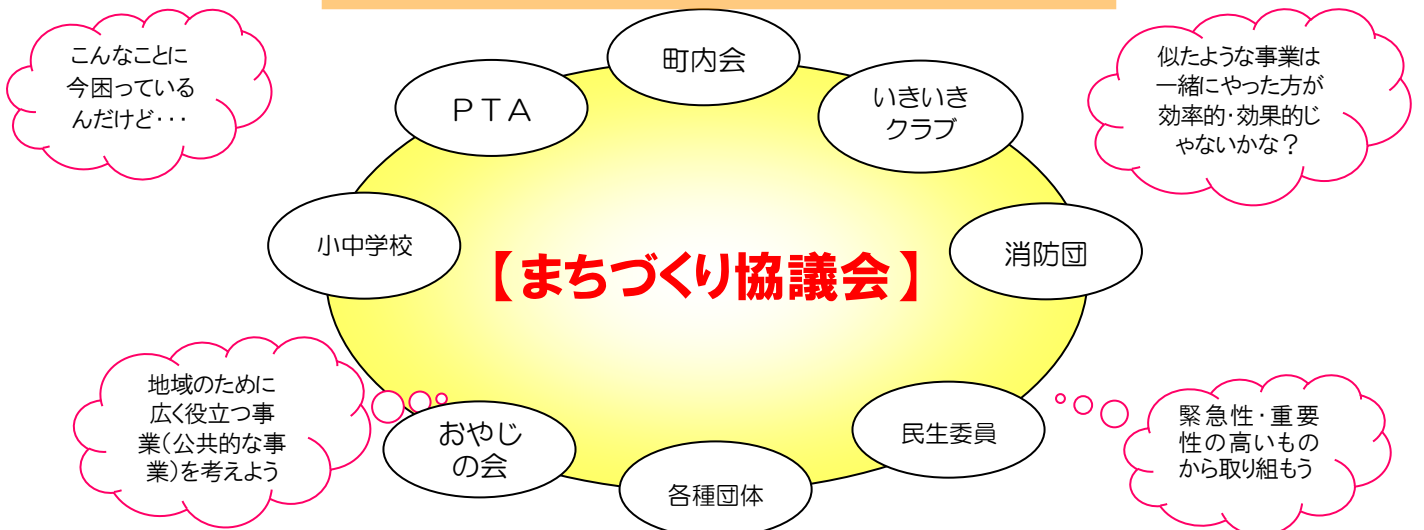 こんなことに
今困っている
んだけど・・・
町内会
PTA
いきいき
クラブ
似たような事業は
一緒にやった方が
効率的・効果的じ
ゃないかな？
小中学校
【まちづくり協議会】
消防団
地域のために
広く役立つ事
業(公共的な事
業)を考えよう
おやじ
の会
各種団体
民生委員
緊急性・重要
性の高いもの
から取り組もう